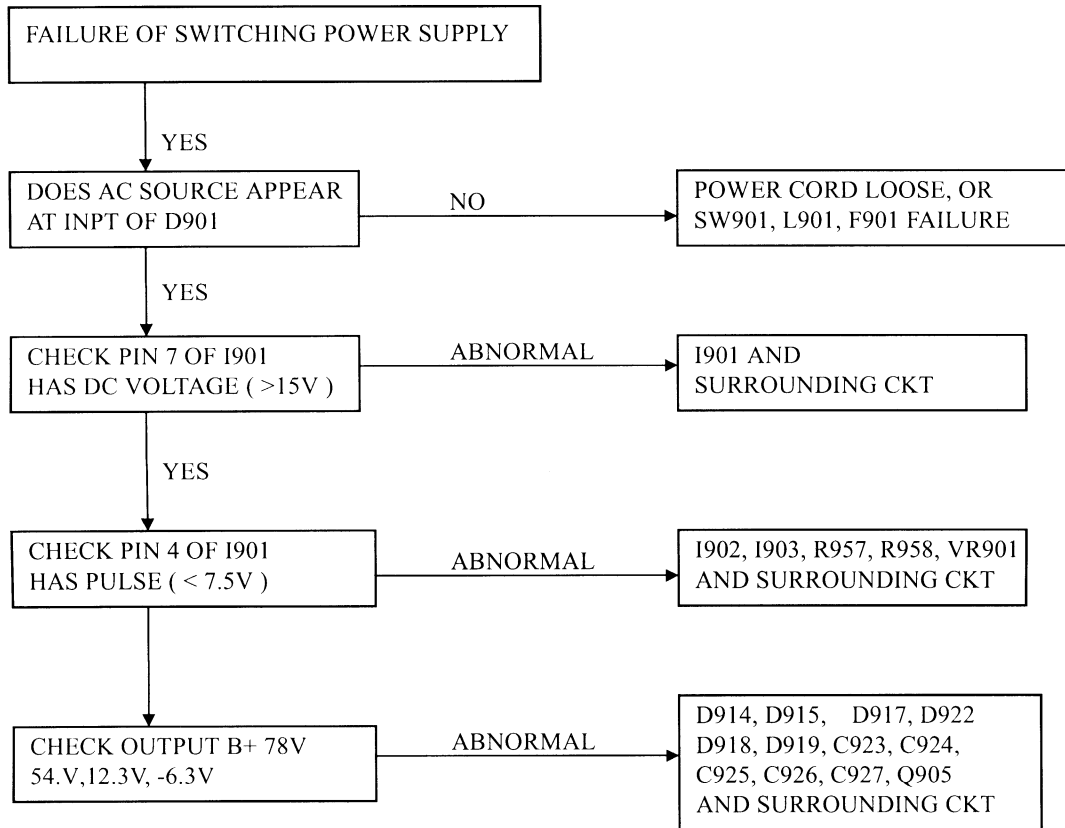 FAILURE OF SWITCHING POWER SUPPLY
YES
DOES AC SOURCE APPEAR
AT INPT OF D901
NO
POWER CORD LOOSE, OR
SW901, L901, F901 FAILURE
YES
CHECK PIN 7 OF I901
HAS DC VOLTAGE ( >15V )
ABNORMAL
I901 AND
SURROUNDING CKT
YES
CHECK PIN 4 OF I901
HAS PULSE ( < 7.5V )
ABNORMAL
I902, I903, R957, R958, VR901
AND SURROUNDING CKT
CHECK OUTPUT B+ 78V
54.V,12.3V, -6.3V
ABNORMAL
D914, D915, D917, D922
D918, D919, C923, C924,
C925, C926, C927, Q905
AND SURROUNDING CKT